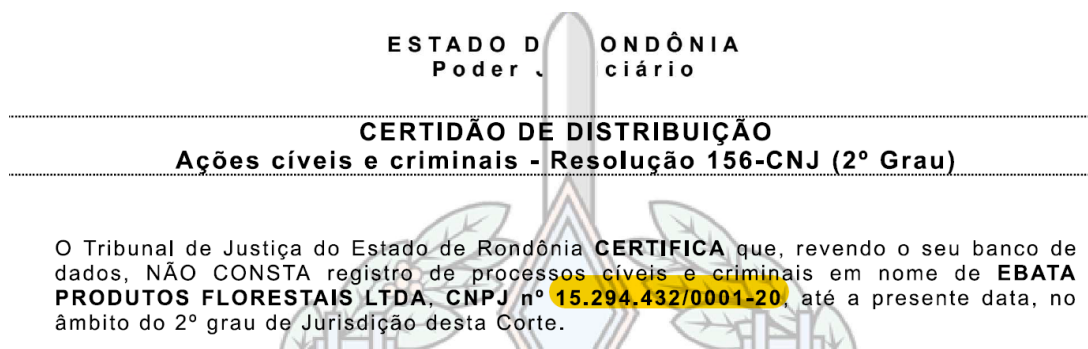 ESTADO D ONDÔNIA
Poder J ciário
CERTIDÃO DE DISTRIBUIÇÃO
Ações cíveis e criminais - Resolução 156-CNJ (2º Grau)
O Tribunal de Justiça do Estado de Rondônia CERTIFICA que, revendo o seu banco de
dados, NÃO CONSTA registro de processos cíveis e criminais em nome de EBATA
PRODUTOS FLORESTAIS LTDA, CNPJ nº 15.294.432/0001-20, até a presente data, no
âmbito do 2º grau de Jurisdição desta Corte.